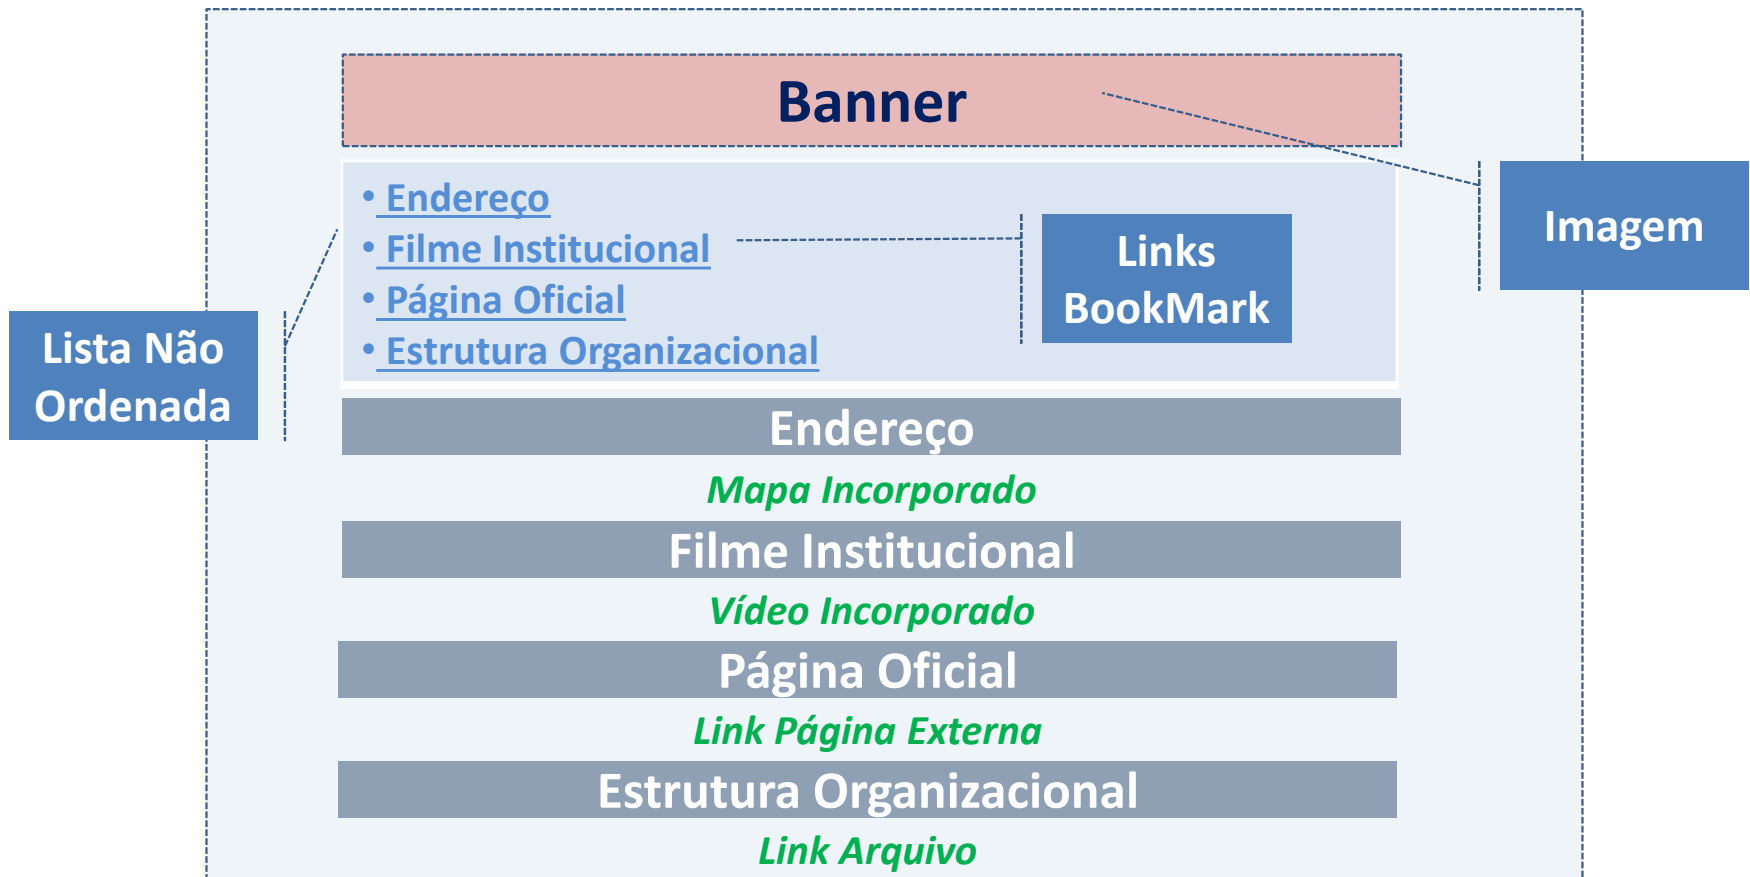 Banner
Imagem
• Endereço
• Filme Institucional
• Página Oficial
• Estrutura Organizacional
Links
BookMark
Lista Não
Ordenada
Endereço
Mapa Incorporado
Filme Institucional
Vídeo Incorporado
Página Oficial
Link Página Externa
Estrutura Organizacional
Link Arquivo